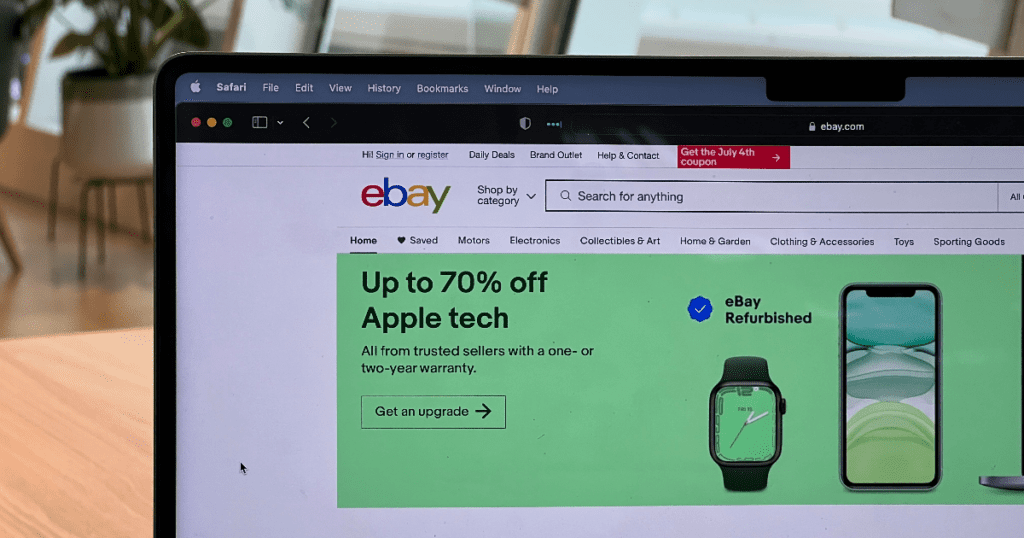 Safari File Edit View History Bookmarks Window Help
ebay.com
Hi! Sign in or register Daily Deals Brand Outlet Help & Contact Get the July 4th
coupon
ebay Shop by
category Search for anything All
Home Saved Motors Electronics Collectibles & Art Home & Garden Clothing & Accessories Toys Sporting Goods
Up to 70% off
Apple tech
eBay
Refurbished
All from trusted sellers with a one- or
two-year warranty.
Get an upgrade